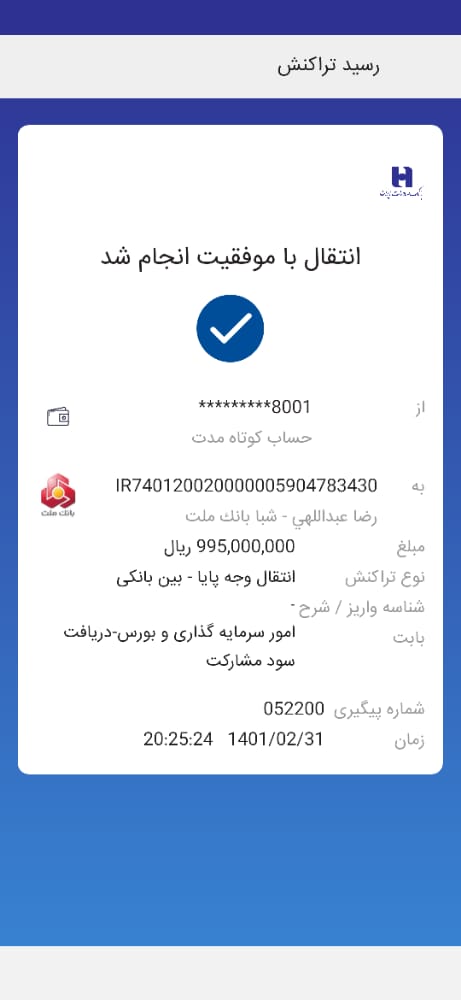 رسید تراکنش
بانک صادرات ایران
انتقال با موفقیت انجام شد
از *********8001
حساب کوتاه مدت
به IR740120020000005904783430
رضا عبداللهي - شبا بانك ملت
بانک ملت
مبلغ 995,000,000 ریال
نوع تراکنش انتقال وجه پایا - بین بانکی
شناسه واریز / شرح -
بابت امور سرمایه گذاری و بورس-دریافت
سود مشارکت
شماره پیگیری 052200
زمان 1401/02/31 20:25:24